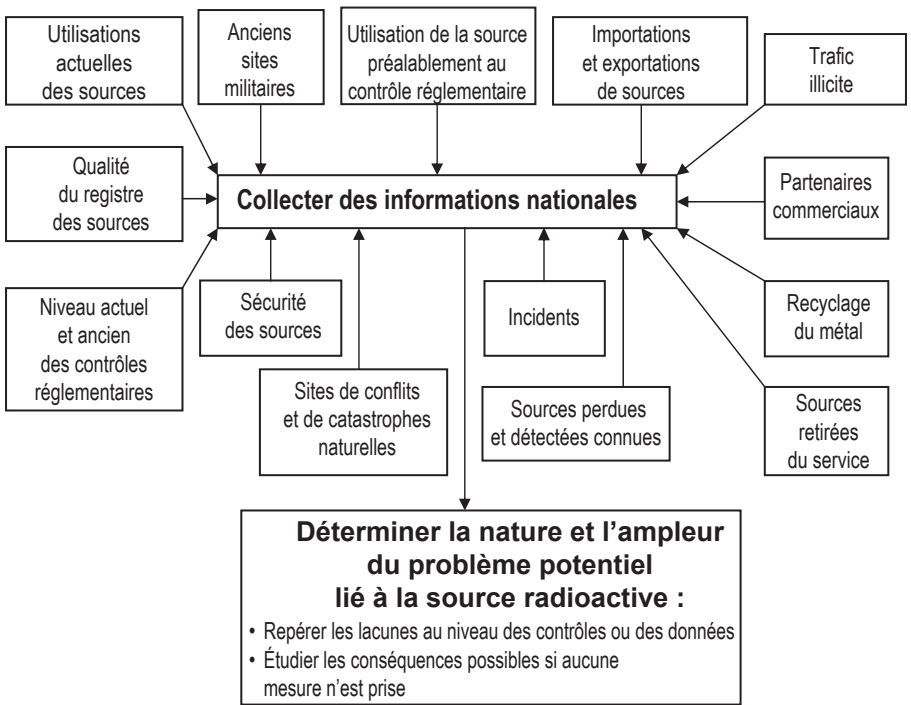 Utilisations
actuelles
des sources
Anciens
sites
militaires
Utilisation de la source
préalablement au
contrôle réglementaire
Importations
et exportations
de sources
Trafic
illicite
Qualité
du registre
des sources
Collecter des informations nationales
Partenaires
commerciaux
Niveau actuel
et ancien
des contrôles
réglementaires
Sécurité
des sources
Sites de conflits
et de catastrophes
naturelles
Incidents
Sources perdues
et détectées connues
Recyclage
du métal
Sources
retirées
du service
Déterminer la nature et l’ampleur
du problème potentiel
lié à la source radioactive :
• Repérer les lacunes au niveau des contrôles ou des données
• Étudier les conséquences possibles si aucune
mesure n’est prise